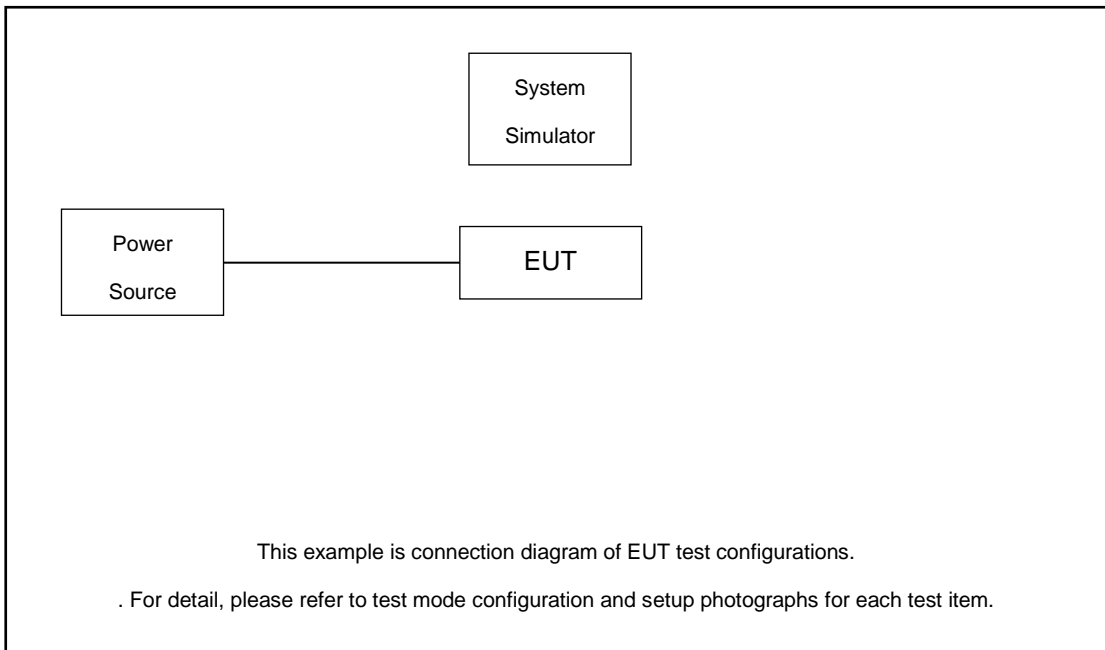 System
Simulator
Power
Source
EUT
This example is connection diagram of EUT test configurations.
. For detail, please refer to test mode configuration and setup photographs for each test item.